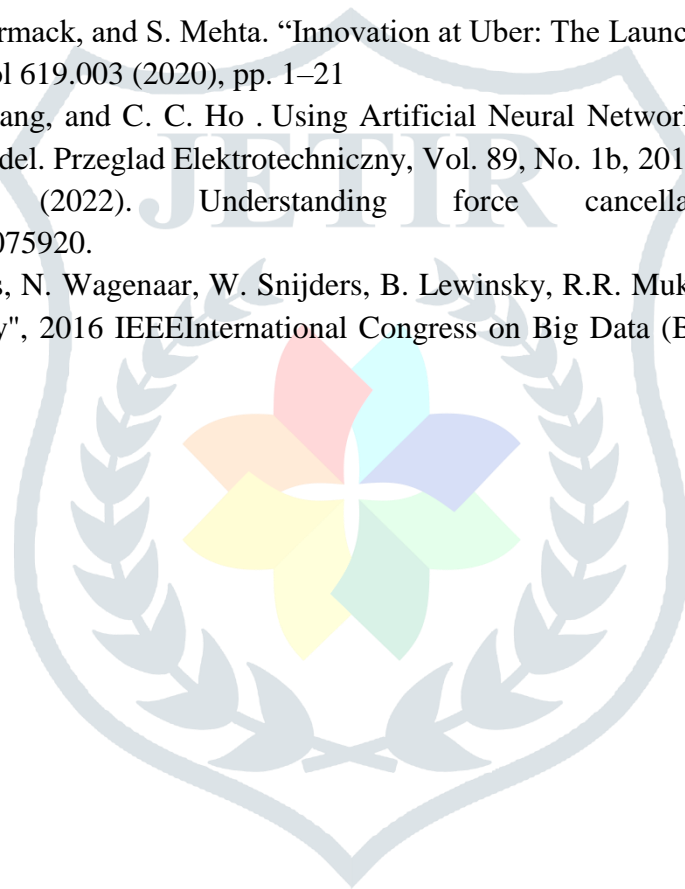 rmack, and S. Mehta. “Innovation at Uber: The Launc
ol 619.003 (2020), pp. 1–21
ang, and C. C. Ho . Using Artificial Neural Network
del. Przeglad Elektrotechniczny, Vol. 89, No. 1b, 201
(2022). Understanding force cancella
075920.
s, N. Wagenaar, W. Snijders, B. Lewinsky, R.R. Muk
y", 2016 IEEEInternational Congress on Big Data (B
JETIR